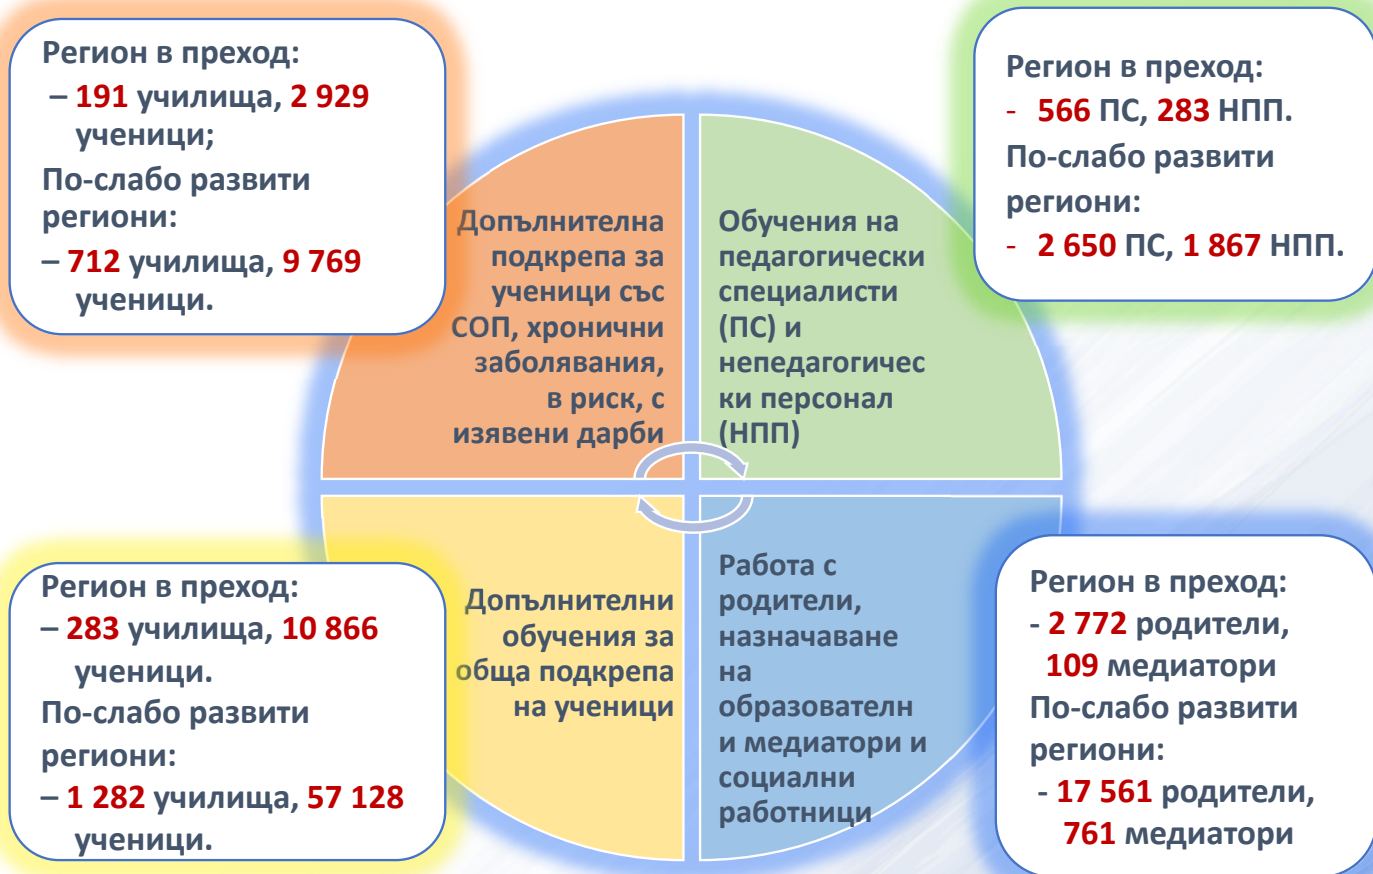 Регион в преход:
– 191 училища, 2 929
ученици;
По-слабо развити
региони:
– 712 училища, 9 769
ученици.
Регион в преход:
- 566 ПС, 283 НПП.
По-слабо развити
региони:
- 2 650 ПС, 1 867 НПП.
Допълнителна
подкрепа за
ученици със
СОП, хронични
заболявания,
в риск, с
изявени дарби
Обучения на
педагогически
специалисти
(ПС) и
непедагогичес
ки персонал
(НПП)
Допълнителни
обучения за
обща подкрепа
на ученици
Работа с
родители,
назначаване
на
образователн
и медиатори и
социални
работници
Регион в преход:
– 283 училища, 10 866
ученици.
По-слабо развити
региони:
– 1 282 училища, 57 128
ученици.
Регион в преход:
- 2 772 родители,
109 медиатори
По-слабо развити
региони:
- 17 561 родители,
761 медиатори